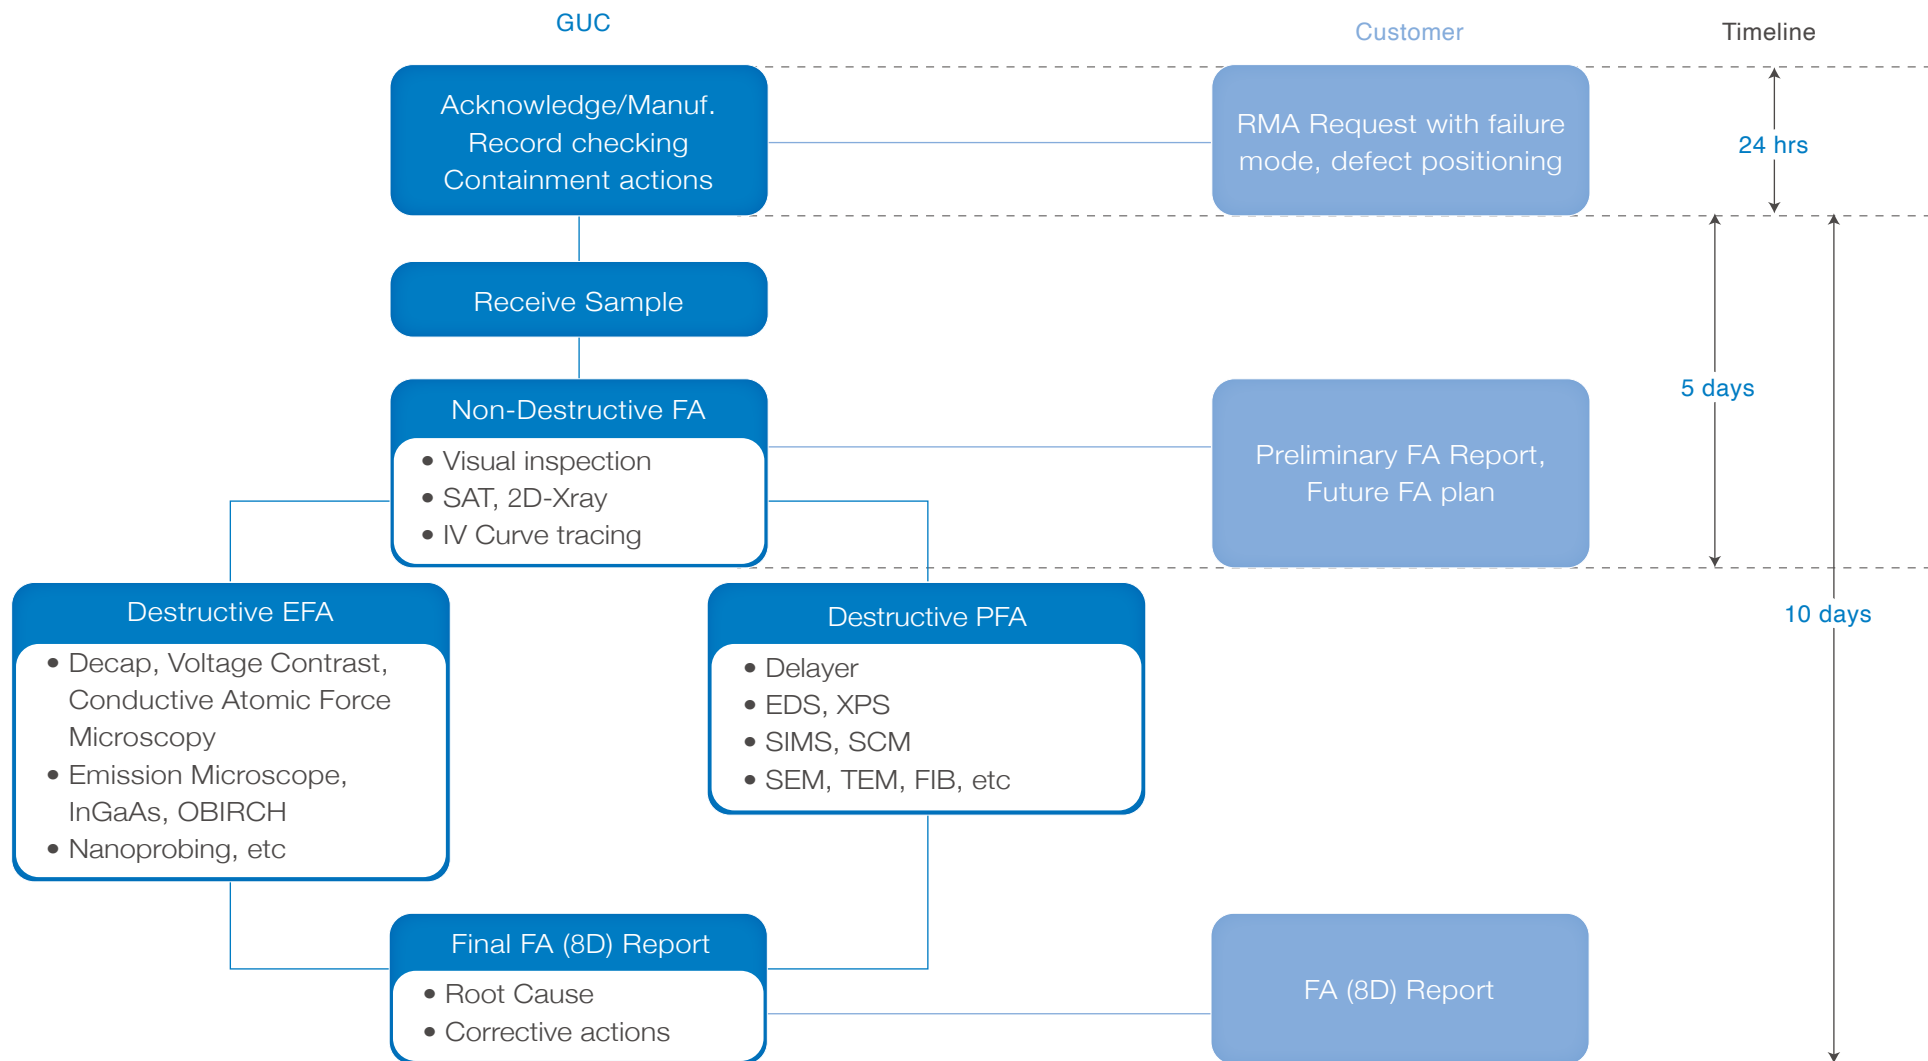 GUC
Customer
Timeline
Acknowledge/Manuf.
Record checking
Containment actions
RMA Request with failure
mode, defect positioning
24 hrs
Receive Sample
Non-Destructive FA
• Visual inspection
• SAT, 2D-Xray
• IV Curve tracing
Preliminary FA Report,
Future FA plan
5 days
10 days
Destructive EFA
• Decap, Voltage Contrast,
Conductive Atomic Force
Microscopy
• Emission Microscope,
InGaAs, OBIRCH
• Nanoprobing, etc
Destructive PFA
• Delayer
• EDS, XPS
• SIMS, SCM
• SEM, TEM, FIB, etc
Final FA (8D) Report
• Root Cause
• Corrective actions
FA (8D) Report